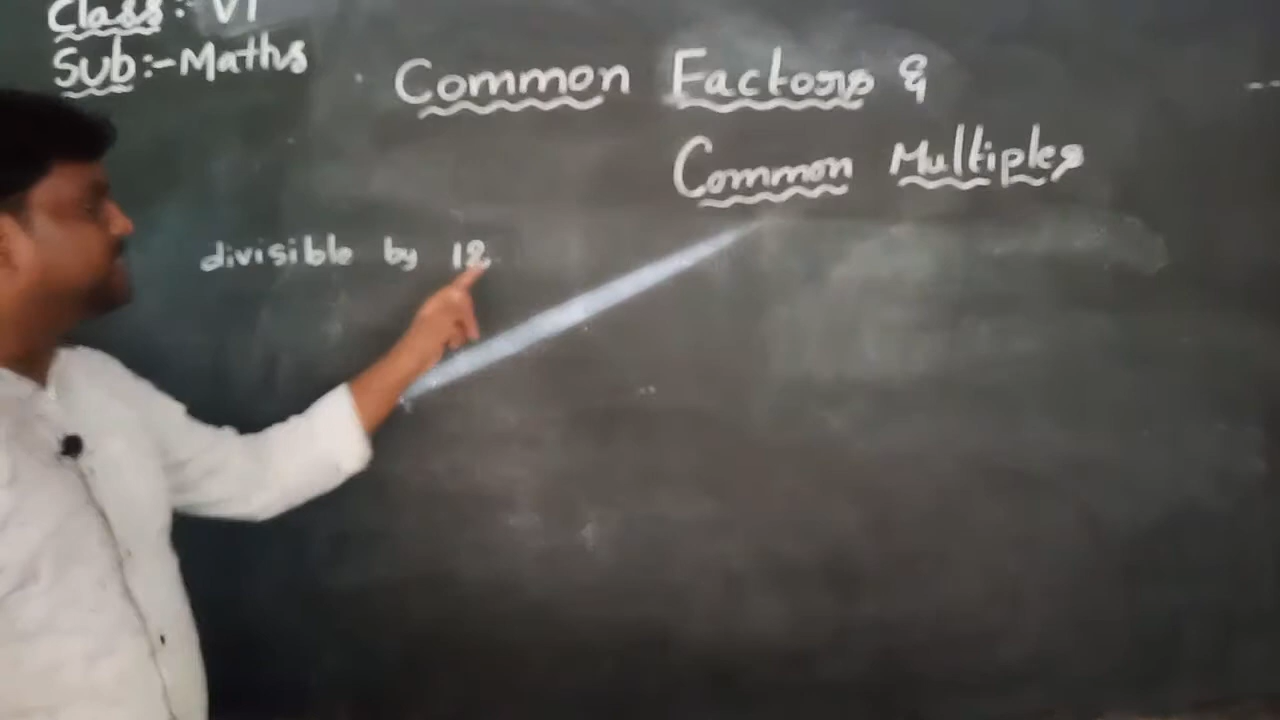 Class:- VI
Sub:- Maths
Common Factors &
Common Multiples
divisible by 12